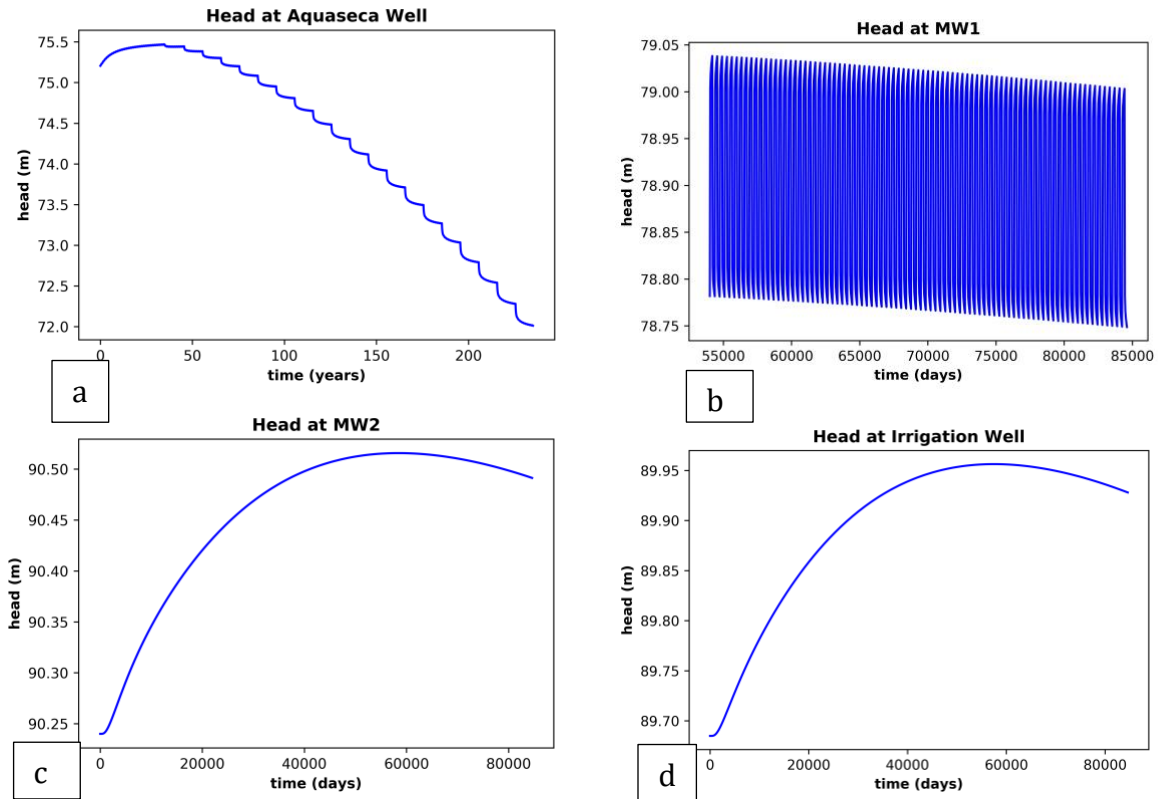 Head at Aquaseca Well
75.5
75.0
74.5
74.0
73.5
73.0
72.5
72.0
head (m)
0 50 100 150 200
time (years)
a
Head at MW1
79.05
79.00
78.95
78.90
78.85
78.80
78.75
head (m)
55000 60000 65000 70000 75000 80000 85000
time (days)
b
Head at MW2
90.50
90.45
90.40
90.35
90.30
90.25
head (m)
0 20000 40000 60000 80000
time (days)
c
Head at Irrigation Well
89.95
89.90
89.85
89.80
89.75
89.70
head (m)
0 20000 40000 60000 80000
time (days)
d